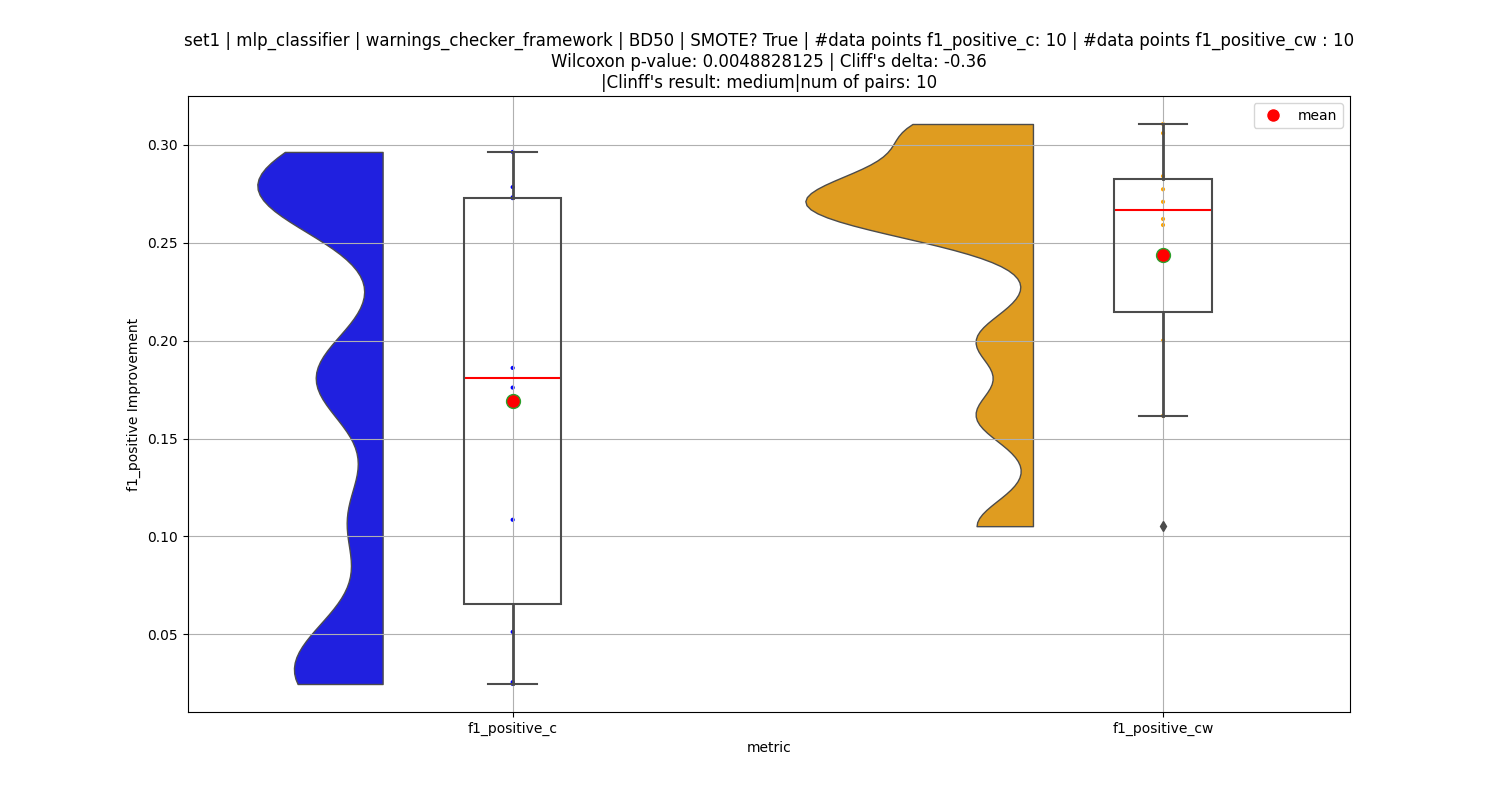 set1 | mlp_classifier | warnings_checker_framework | BD50 | SMOTE? True | #data points f1_positive_c: 10 | #data points f1_positive_cw : 10
Wilcoxon p-value: 0.0048828125 | Cliff's delta: -0.36
|Clinff's result: medium|num of pairs: 10
mean
0.30
0.25
0.20
0.15
0.10
0.05
f1_positive Improvement
f1_positive_c
f1_positive_cw
metric